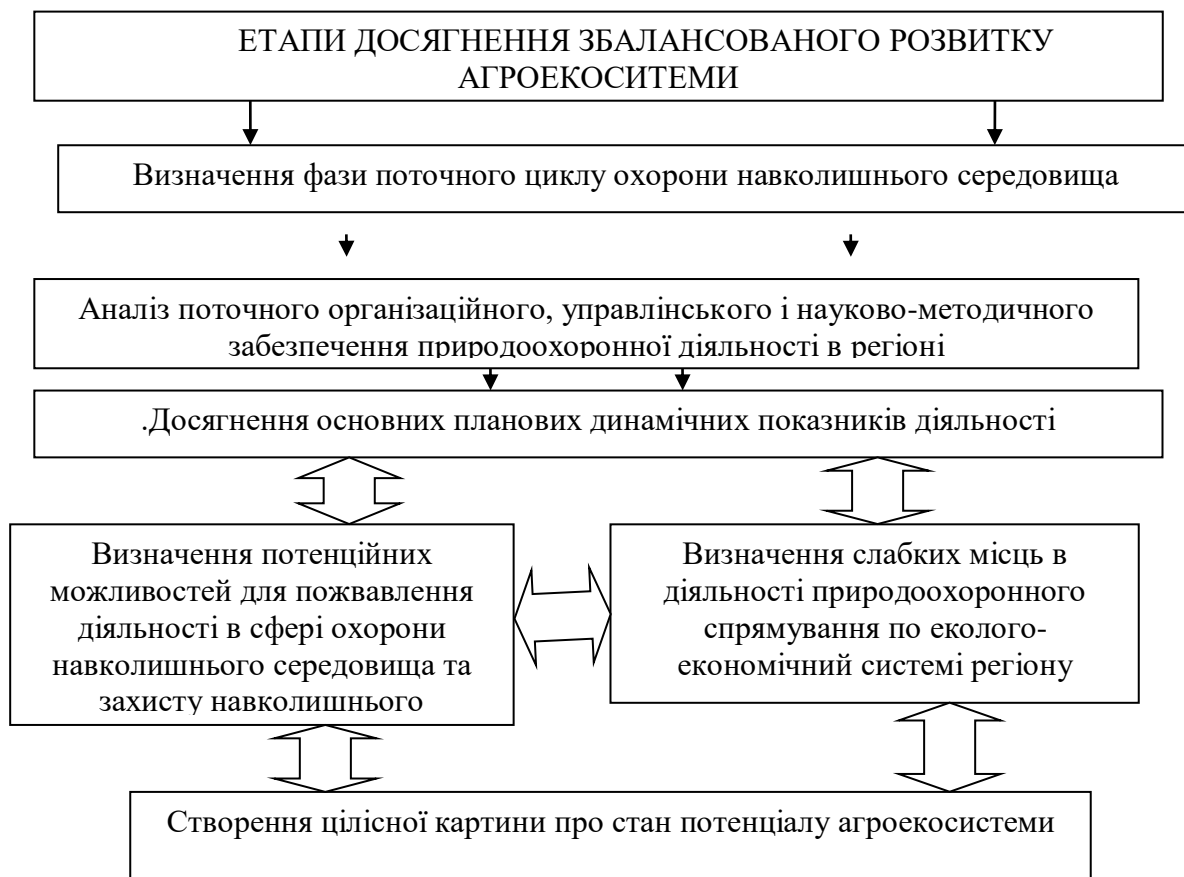 ЕТАПИ ДОСЯГНЕННЯ ЗБАЛАНСОВАНОГО РОЗВИТКУ
АГРОЕКОСИТЕМИ
Визначення фази поточного циклу охорони навколишнього середовища
Аналіз поточного організаційного, управлінського і науково-методичного
забезпечення природоохоронної діяльності в регіоні
.Досягнення основних планових динамічних показників діяльності
Визначення потенційних
можливостей для пожвавлення
діяльності в сфері охорони
навколишнього середовища та
захисту навколишнього
Визначення слабких місць в
діяльності природоохоронного
спрямування по еколого-
економічний системі регіону
Створення цілісної картини про стан потенціалу агроекосистеми